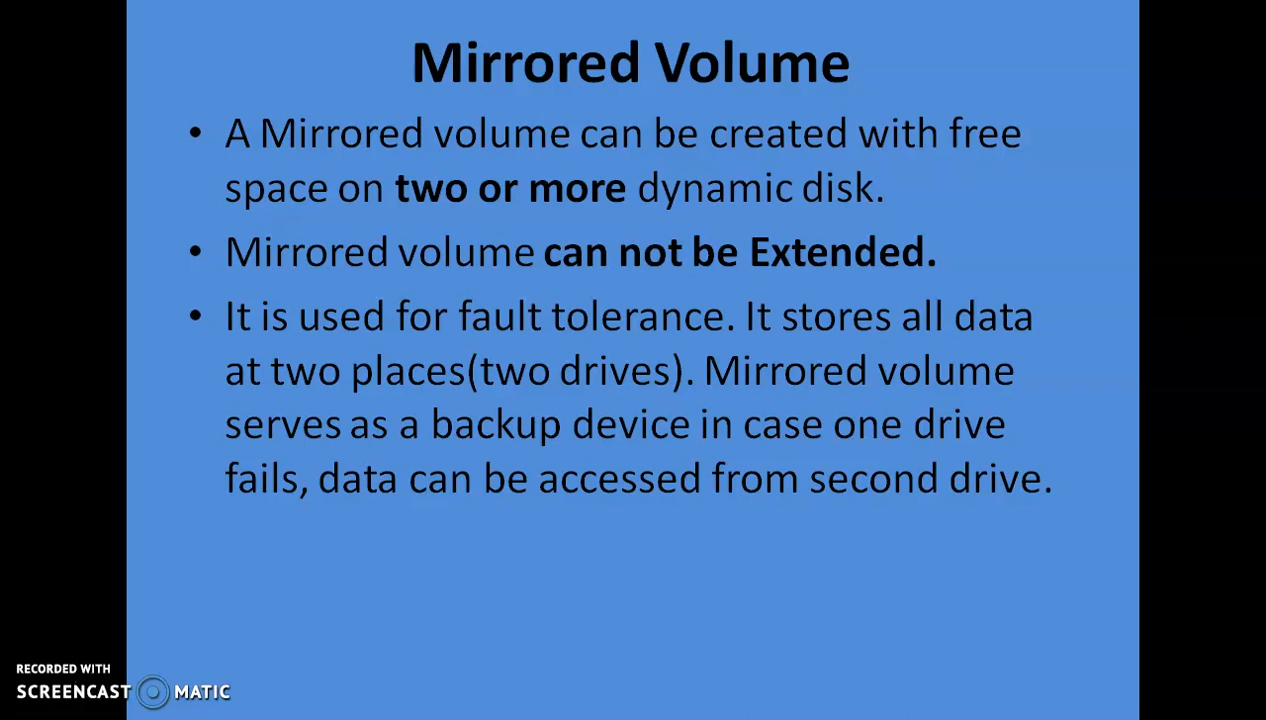 Mirrored Volume
• A Mirrored volume can be created with free
space on two or more dynamic disk.
• Mirrored volume can not be Extended.
• It is used for fault tolerance. It stores all data
at two places(two drives). Mirrored volume
serves as a backup device in case one drive
fails, data can be accessed from second drive.
RECORDED WITH
SCREENCAST MATIC